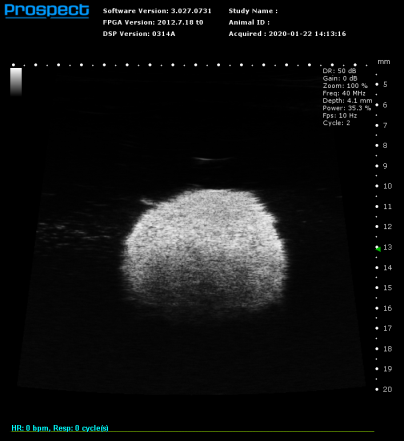 Prospect
Software Version: 3.027.0731
FPGA Version: 2012.7.18 t0
DSP Version: 0314A
Study Name :
Animal ID :
Acquired : 2020-01-22 14:13:16
mm
DR: 50 dB
Gain: 0 dB
Zoom: 100 %
Freq: 40 MHz
Depth: 4.1 mm
Power: 35.3 %
Fps: 10 Hz
Cycle: 2
5
6
7
8
9
10
11
12
13
14
15
16
17
18
19
20
HR: 0 bpm, Resp: 0 cycle(s)